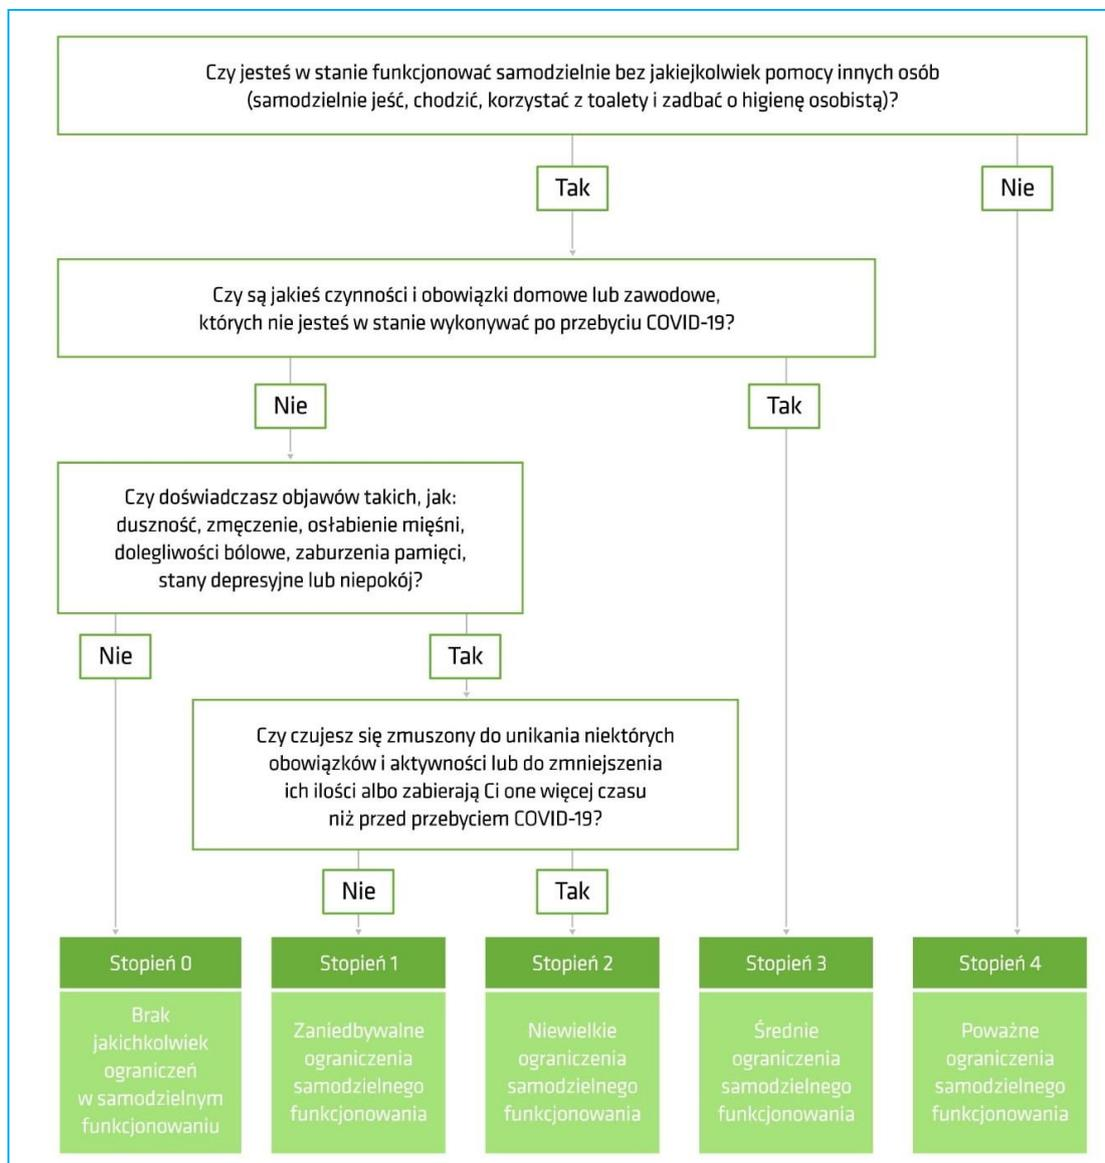 Czy jesteś w stanie funkcjonować samodzielnie bez jakiejkolwiek pomocy innych osób
(samodzielnie jeść, chodzić, korzystać z toalety i zadbać o higienę osobistą)?
Tak
Nie
Czy są jakieś czynności i obowiązki domowe lub zawodowe,
których nie jesteś w stanie wykonywać po przebyciu COVID-19?
Nie
Tak
Czy doświadczasz objawów takich, jak:
duszność, zmęczenie, osłabienie mięśni,
dolegliwości bólowe, zaburzenia pamięci,
stany depresyjne lub niepokój?
Nie
Tak
Czy czujesz się zmuszony do unikania niektórych
obowiązków i aktywności lub do zmniejszenia
ich ilości albo zabierają Ci one więcej czasu
niż przed przebyciem COVID-19?
Nie
Tak
Stopień 0
Brak
jakichkolwiek
ograniczeń
w samodzielnym
funkcjonowaniu
Stopień 1
Zaniedbywalne
ograniczenia
samodzielnego
funkcjonowania
Stopień 2
Niewielkie
ograniczenia
samodzielnego
funkcjonowania
Stopień 3
Średnie
ograniczenia
samodzielnego
funkcjonowania
Stopień 4
Poważne
ograniczenia
samodzielnego
funkcjonowania